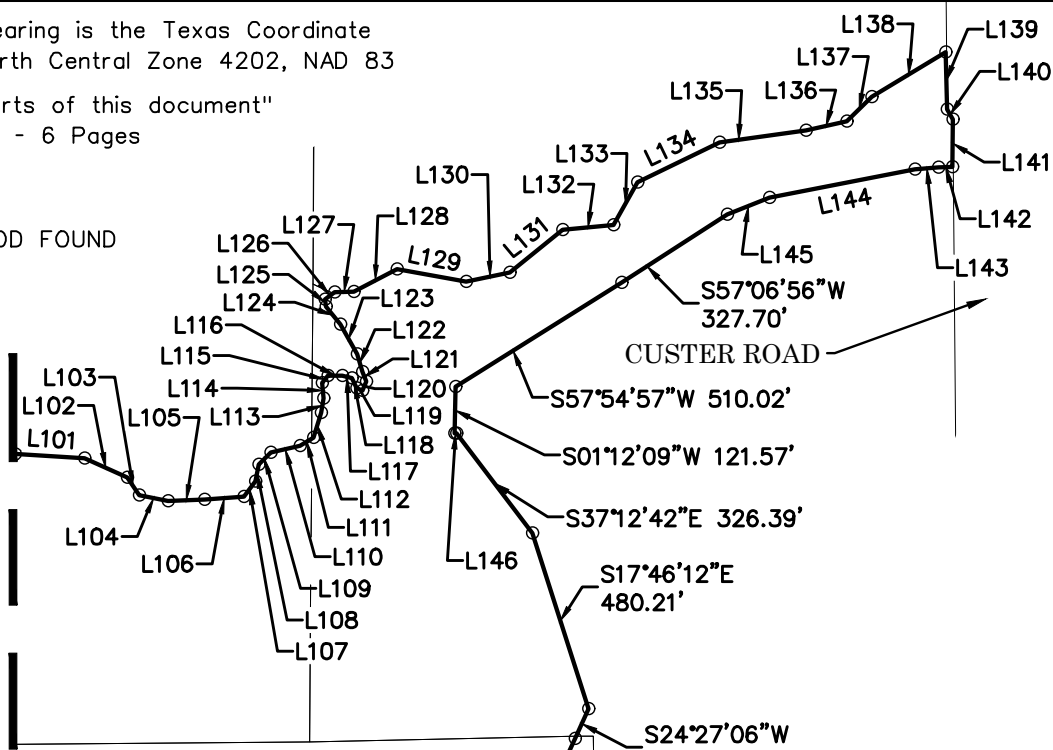 earing is the Texas Coordinate
rth Central Zone 4202, NAD 83
rts of this document"
- 6 Pages
OD FOUND
L138
L139
L137
L140
L135
L136
L134
L133
L141
L130
L132
L144
L142
L127
L128
L131
L126
L129
L145
L143
L125
L123
S57°06'56"W
327.70'
L124
L116
L122
CUSTER ROAD
L115
L121
L103
L114
L120
S57°54'57"W 510.02'
L102
L105
L113
L119
L101
L118
S01°12'09"W 121.57'
L117
L112
S37°12'42"E 326.39'
L104
L111
L106
L110
L146
S17°46'12"E
480.21'
L109
L108
L107
S24°27'06"W